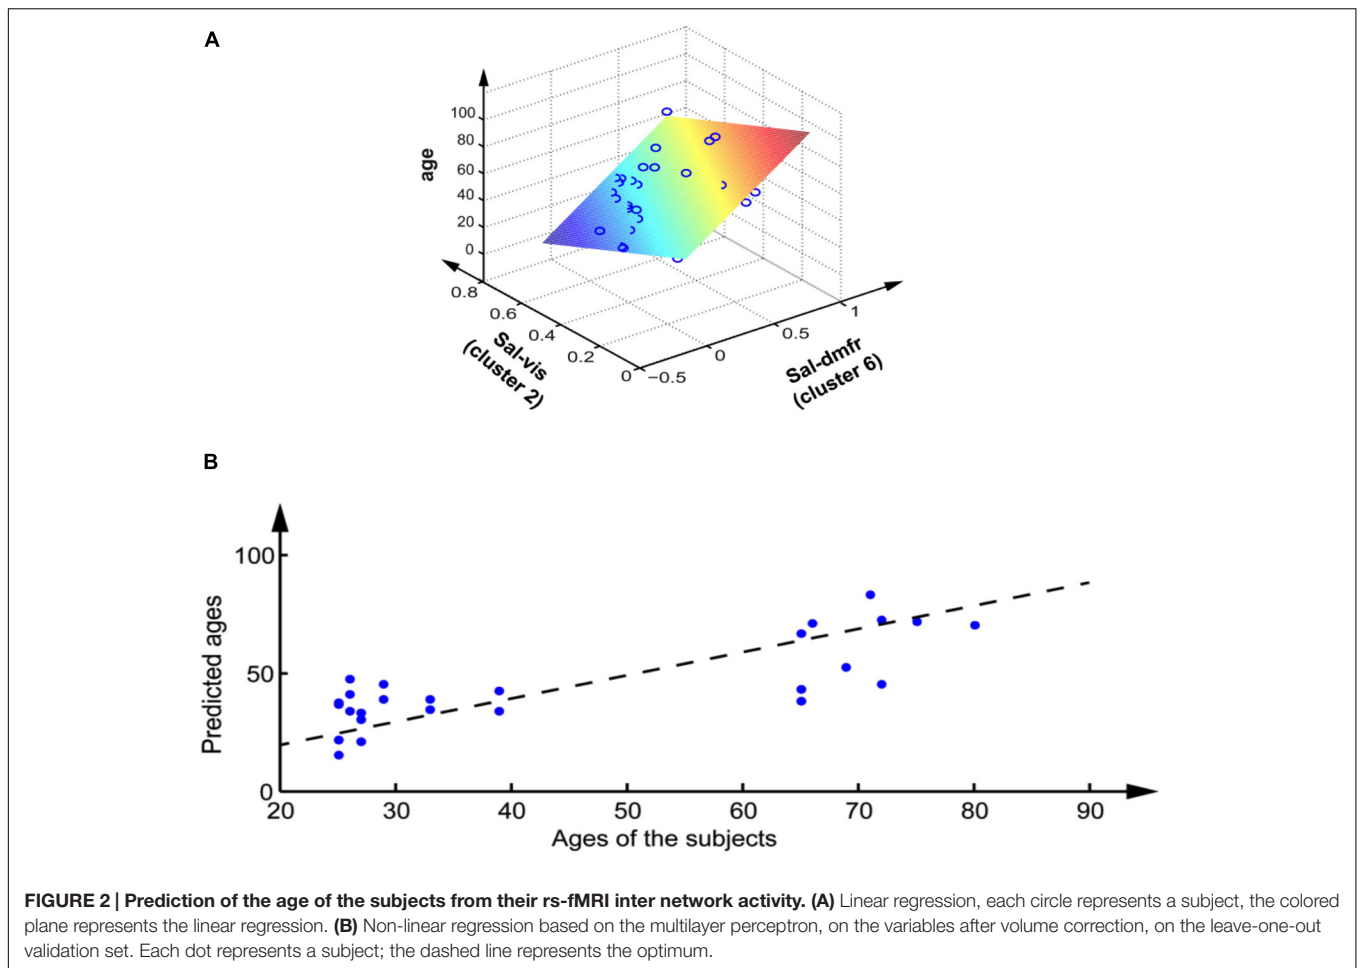 A
100
80
60
40
20
0
age
0.8
0.6
0.4
0.2
0
Sal-vis
(cluster 2)
−0.5
0
0.5
1
Sal-dmfr
(cluster 6)
B
100
50
0
Predicted ages
20 30 40 50 60 70 80 90
Ages of the subjects
FIGURE 2 | Prediction of the age of the subjects from their rs-fMRI inter network activity. (A) Linear regression, each circle represents a subject, the colored
plane represents the linear regression. (B) Non-linear regression based on the multilayer perceptron, on the variables after volume correction, on the leave-one-out
validation set. Each dot represents a subject; the dashed line represents the optimum.